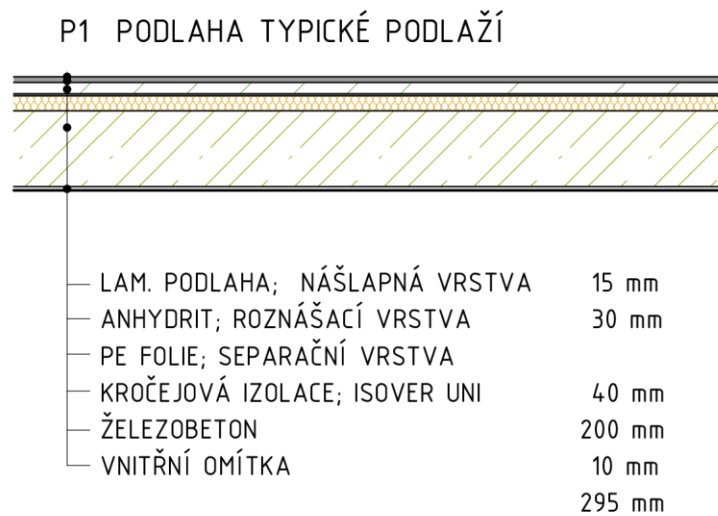 P1 PODLAHA TYPICKÉ PODLAŽÍ
LAM. PODLAHA; NÁŠLAPNÁ VRSTVA 15 mm
ANHYDRIT; ROZNÁŠACÍ VRSTVA 30 mm
PE FOLIE; SEPARAČNÍ VRSTVA
KROČEJOVÁ IZOLACE; ISOVER UNI 40 mm
ŽELEZOBETON 200 mm
VNITŘNÍ OMÍTKA 10 mm
295 mm